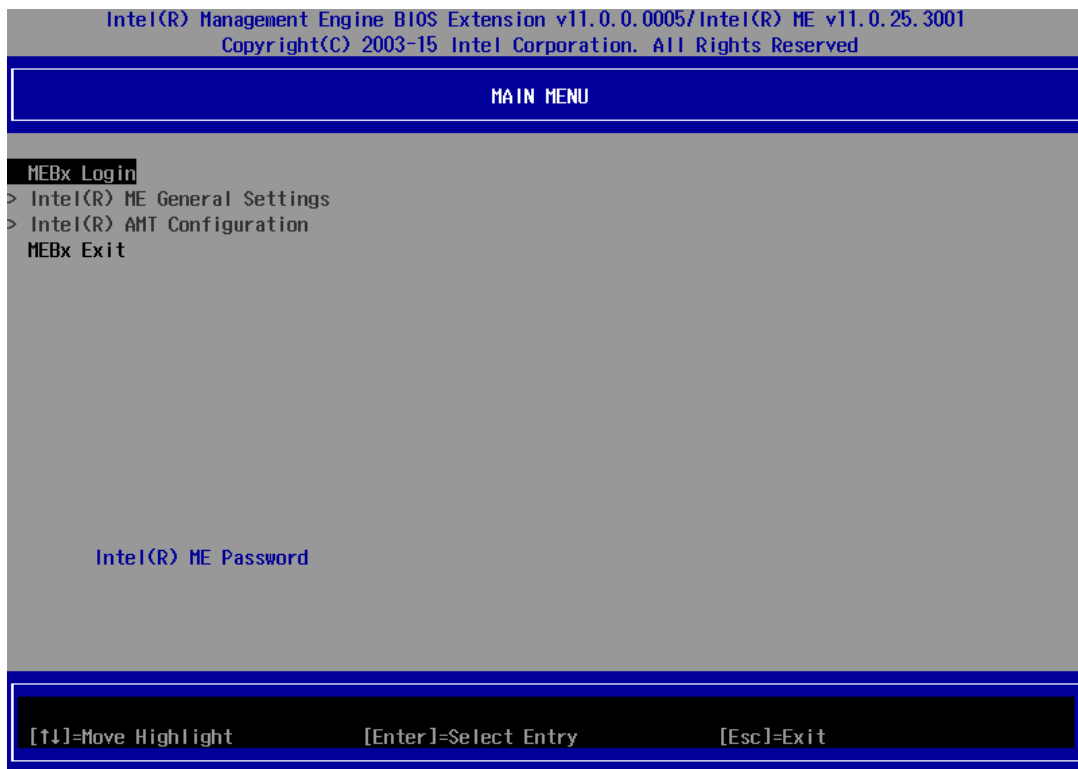 Intel(R) Management Engine BIOS Extension v11.0.0.0005/Intel(R) ME v11.0.25.3001
Copyright(C) 2003-15 Intel Corporation. All Rights Reserved
MAIN MENU
MEBx Login
> Intel(R) ME General Settings
> Intel(R) AMT Configuration
MEBx Exit
Intel(R) ME Password
[↑↓]=Move Highlight [Enter]=Select Entry [Esc]=Exit